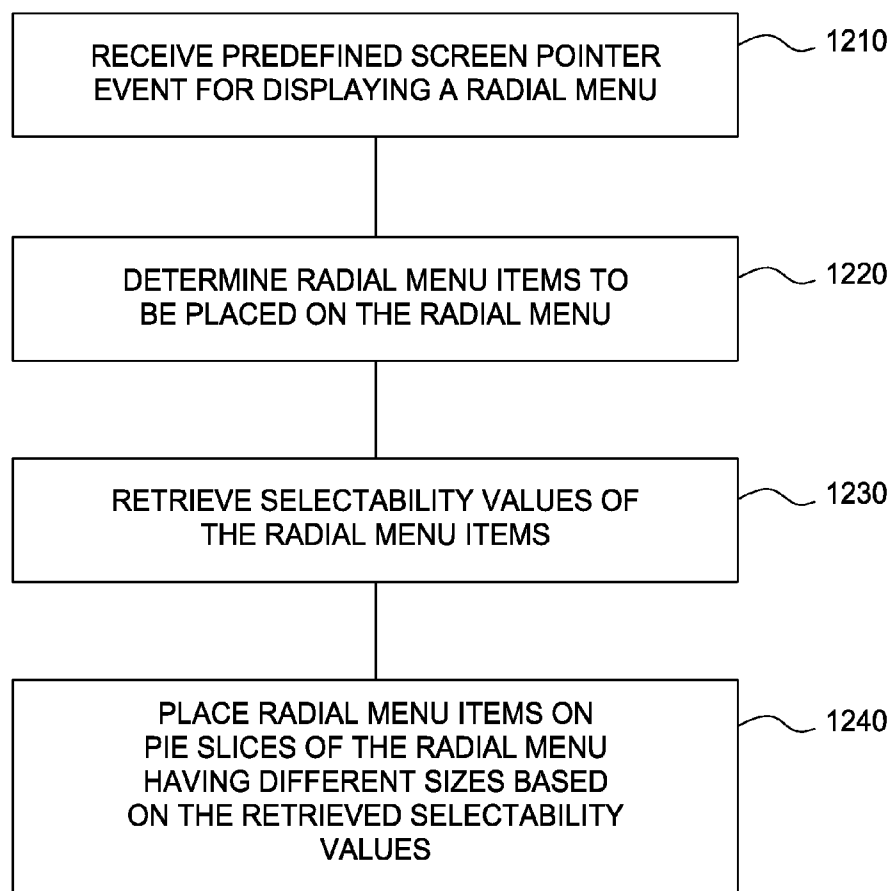 RECEIVE PREDEFINED SCREEN POINTER
EVENT FOR DISPLAYING A RADIAL MENU
1210
DETERMINE RADIAL MENU ITEMS TO
BE PLACED ON THE RADIAL MENU
1220
RETRIEVE SELECTABILITY VALUES OF
THE RADIAL MENU ITEMS
1230
PLACE RADIAL MENU ITEMS ON
PIE SLICES OF THE RADIAL MENU
HAVING DIFFERENT SIZES BASED
ON THE RETRIEVED SELECTABILITY
VALUES
1240